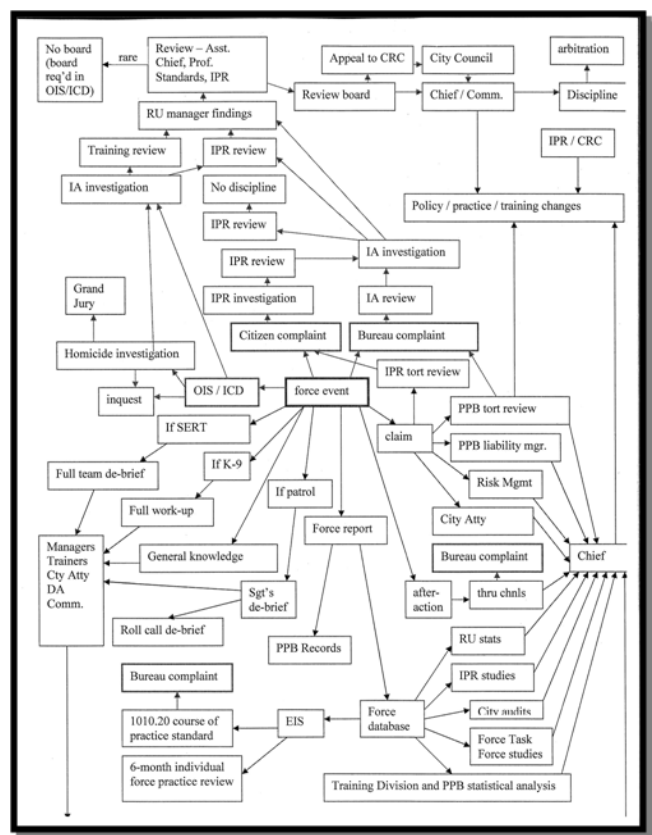 No board
(board
req'd in
OIS/ICD)
rare
Review – Asst.
Chief, Prof.
Standards, IPR
Appeal to CRC
City Council
arbitration
Review board
Chief / Comm.
Discipline
RU manager findings
Training review
IPR review
IPR / CRC
IA investigation
No discipline
Policy / practice / training changes
IPR review
IPR review
IA investigation
IPR investigation
IA review
Grand
Jury
Citizen complaint
Bureau complaint
Homicide investigation
IPR tort review
inquest
OIS / ICD
force event
PPB tort review
If SERT
claim
PPB liability mgr.
Full team de-brief
If K-9
If patrol
Risk Mgmt
Full work-up
Force report
City Atty
Managers
Trainers
Cty Atty
DA
Comm.
General knowledge
Bureau complaint
Chief
Sgt's
de-brief
after-
action
thru chnls
Roll call de-brief
PPB Records
RU stats
Bureau complaint
IPR studies
1010.20 course of
practice standard
EIS
Force
database
City audits
Force Task
Force studies
6-month individual
force practice review
Training Division and PPB statistical analysis